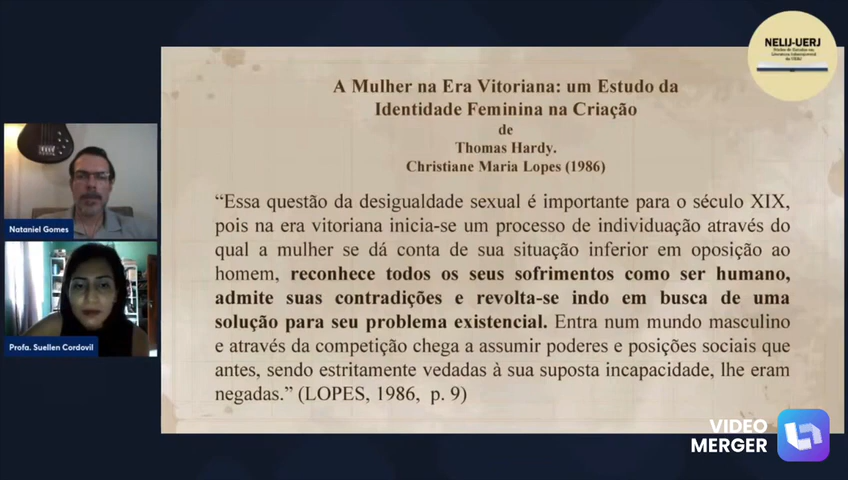 NELIJ-UERJ
A Mulher na Era Vitoriana: um Estudo da
Identidade Feminina na Criação
de
Thomas Hardy.
Christiane Maria Lopes (1986)
Nataniel Gomes
Profa. Suellen Cordovil
“Essa questão da desigualdade sexual é importante para o século XIX,
pois na era vitoriana inicia-se um processo de individuação através do
qual a mulher se dá conta de sua situação inferior em oposição ao
homem, reconhece todos os seus sofrimentos como ser humano,
admite suas contradições e revolta-se indo em busca de uma
solução para seu problema existencial. Entra num mundo masculino
e através da competição chega a assumir poderes e posições sociais que
antes, sendo estritamente vedadas à sua suposta incapacidade, lhe eram
negadas.” (LOPES, 1986, p. 9)
VIDEO
MERGER